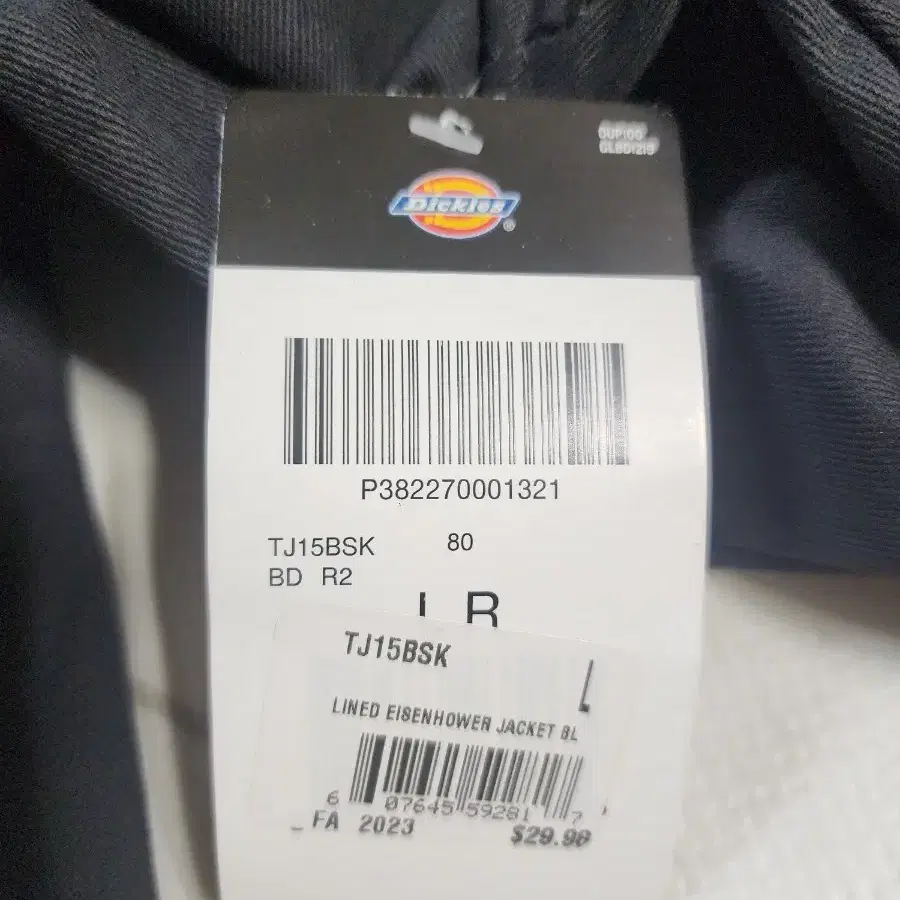 Dickies®
P382270001321
TJ15BSK 80
BD R2
TJ15BSK
L
LINED EISENHOWER JACKET BL
6 07645 59281 7
FA 2023
$29.98